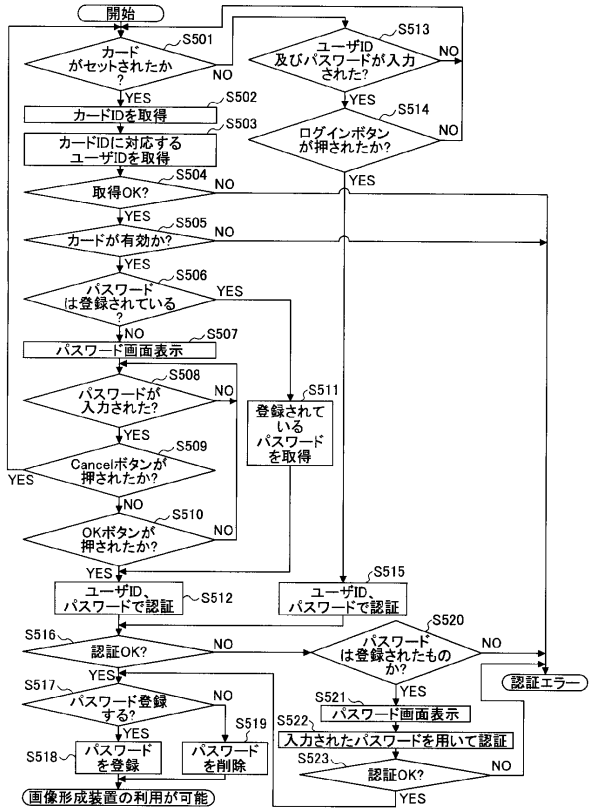 開始
カード
がセットされたか
?
S501
NO
YES
カードIDを取得
S502
カードIDに対応する
ユーザIDを取得
S503
取得OK?
S504
NO
YES
カードが有効か?
S505
NO
YES
パスワード
は登録されている
?
S506
YES
NO
パスワード画面表示
S507
パスワードが
入力された?
S508
NO
YES
Cancelボタンが
押されたか?
S509
YES
NO
OKボタンが
押されたか?
S510
NO
YES
登録されて
いる
パスワード
を取得
S511
ユーザID、
パスワードで認証
S512
ユーザID
及びパスワードが入力
された?
S513
NO
YES
ログインボタン
が押されたか?
S514
NO
YES
ユーザID、
パスワードで認証
S515
認証OK?
S516
NO
YES
パスワード登録
する?
S517
NO
YES
パスワード
を登録
S518
パスワード
を削除
S519
画像形成装置の利用が可能
パスワード
は登録されたもの
か?
S520
NO
YES
パスワード画面表示
S521
入力されたパスワードを用いて認証
S522
認証OK?
S523
NO
YES
認証エラー